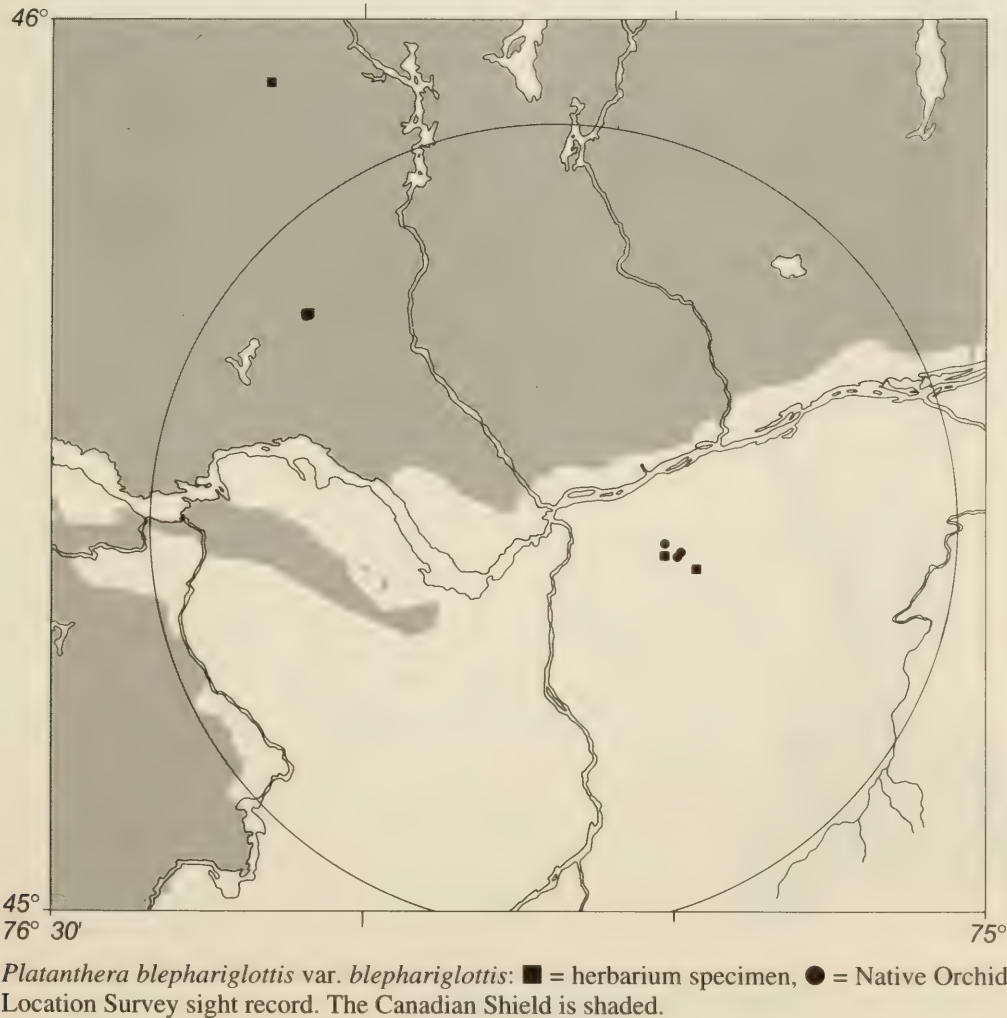 46°
45°
76° 30'
75°
Platanthera blephariglottis var. blephariglottis: ■ = herbarium specimen, ● = Native Orchid
Location Survey sight record. The Canadian Shield is shaded.